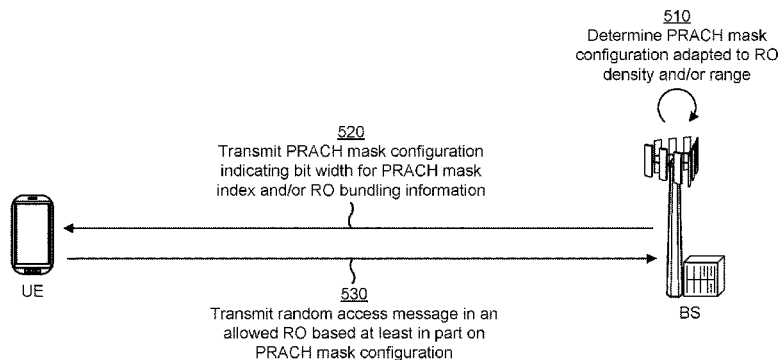 510
Determine PRACH mask
configuration adapted to RO
density and/or range
520
Transmit PRACH mask configuration
indicating bit width for PRACH mask
index and/or RO bundling information
UE
530
Transmit random access message in an
allowed RO based at least in part on
PRACH mask configuration
BS